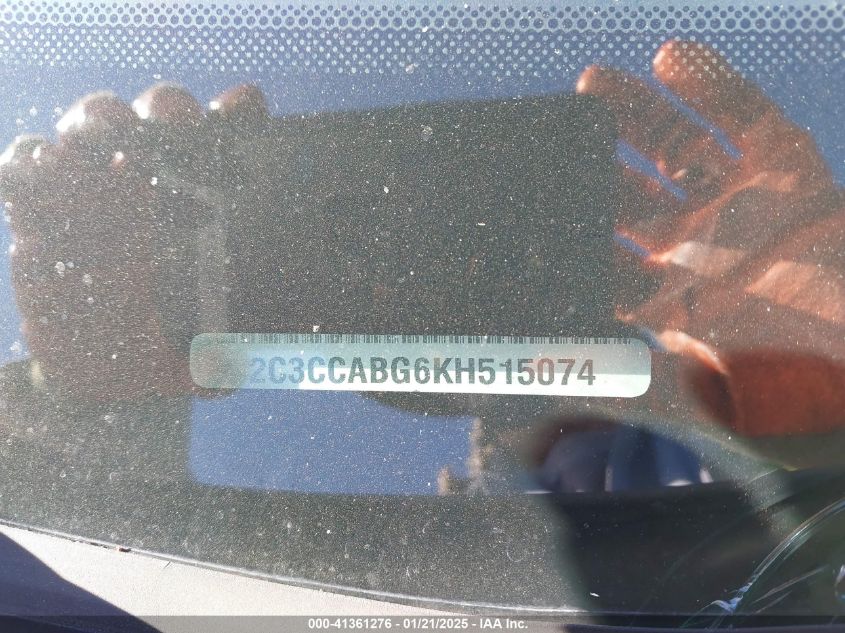 2C3CCABG6KH515074
000-41361276 - 01/21/2025 - IAA, Inc.